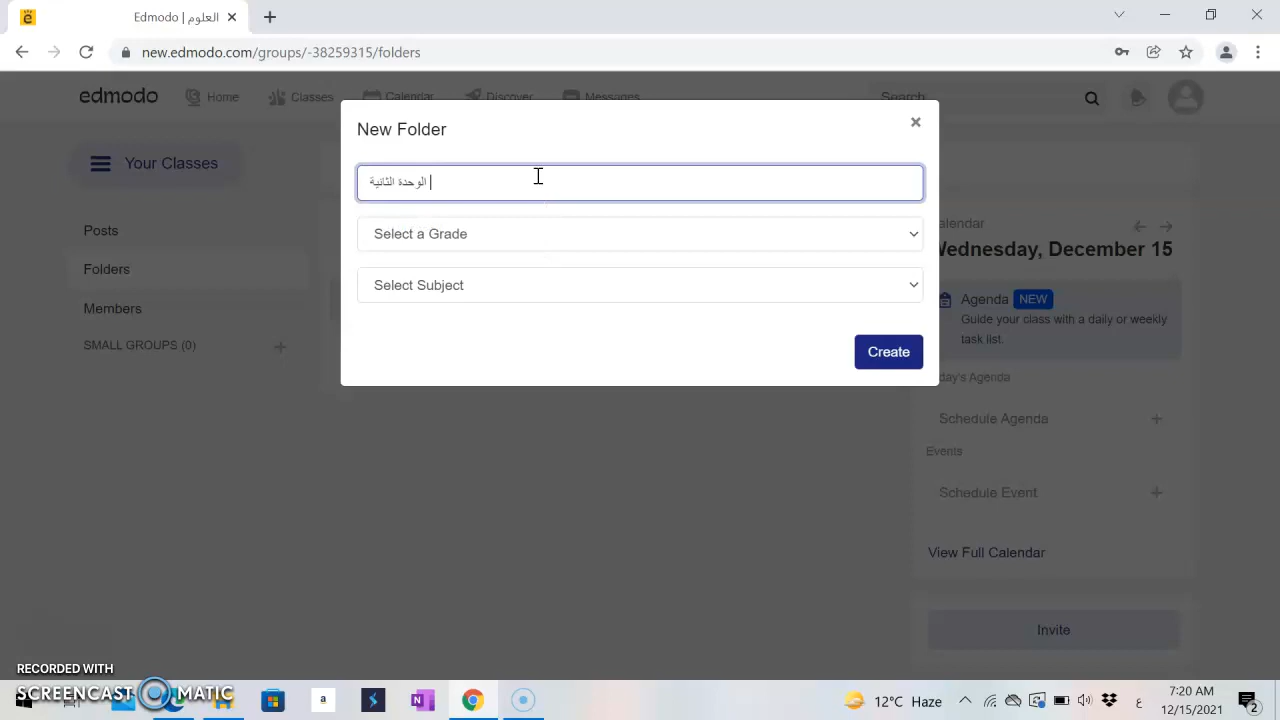 Edmodo | العلوم
new.edmodo.com/groups/-38259315/folders
edmodo
Home
Classes
Calendar
Discover
Messages
Search
New Folder
الوحدة الثانية
Select a Grade
Select Subject
Create
Your Classes
Posts
Folders
Members
SMALL GROUPS (0)
alendar
Wednesday, December 15
Agenda NEW
Guide your class with a daily or weekly
task list.
day's Agenda
Schedule Agenda
Events
Schedule Event
View Full Calendar
Invite
RECORDED WITH
SCREENCAST MATIC
a
N
12°C Haze
ع
7:20 AM
12/15/2021
2